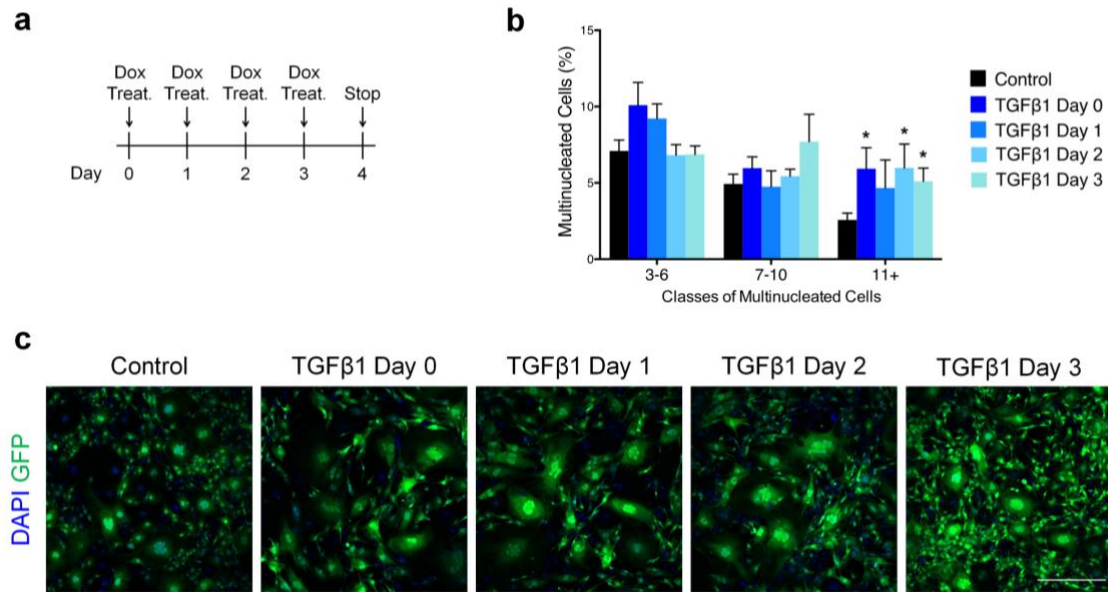 a
Dox Dox Dox Dox
Treat. Treat. Treat. Treat. Stop
Day 0 1 2 3 4
b
Multinucleated Cells (%)
15
10
5
0
3-6 7-10 11+
Classes of Multinucleated Cells
* * *
Control
TGFβ1 Day 0
TGFβ1 Day 1
TGFβ1 Day 2
TGFβ1 Day 3
c
Control TGFβ1 Day 0 TGFβ1 Day 1 TGFβ1 Day 2 TGFβ1 Day 3
DAPI GFP